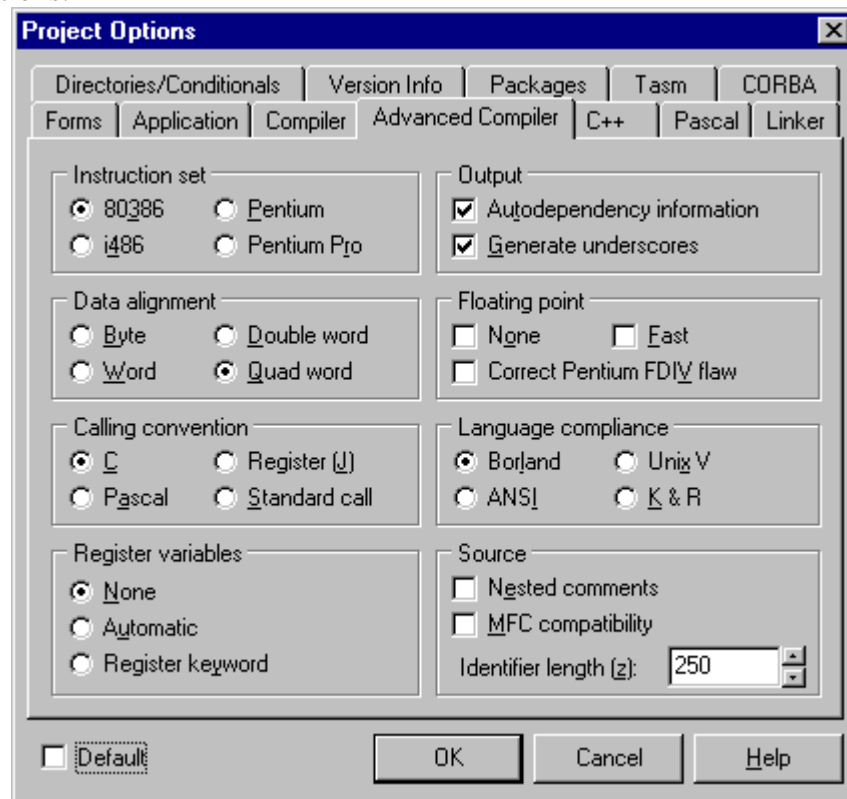 Project Options
Directories/Conditionals Version Info Packages Tasm CORBA
Forms Application Compiler Advanced Compiler C++ Pascal Linker
Instruction set
80386 Pentium
i486 Pentium Pro
Output
Autodependency information
Generate underscores
Data alignment
Byte Double word
Word Quad word
Floating point
None Fast
Correct Pentium FDIV flaw
Calling convention
C Register (J)
Pascal Standard call
Language compliance
Borland Unix V
ANSI K & R
Register variables
None
Automatic
Register keyword
Source
Nested comments
MFC compatibility
Identifier length (z): 250
Default OK Cancel Help